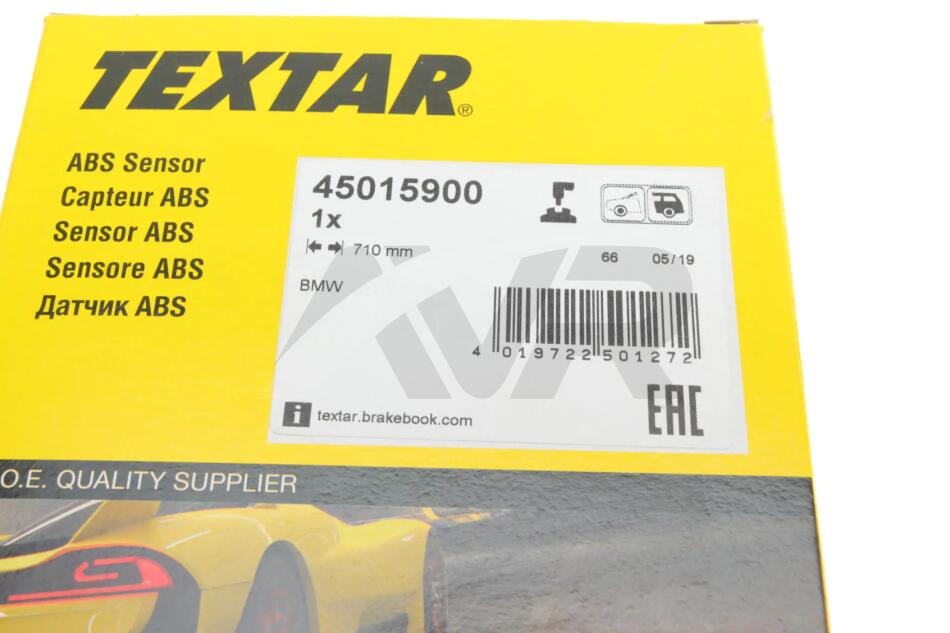 TEXTAR®
ABS Sensor
Capteur ABS
Sensor ABS
Sensore ABS
Датчик ABS
45015900
1x
710 mm
66 05/19
BMW
4 019722 501272
EAC
i textar.brakebook.com
O.E. QUALITY SUPPLIER